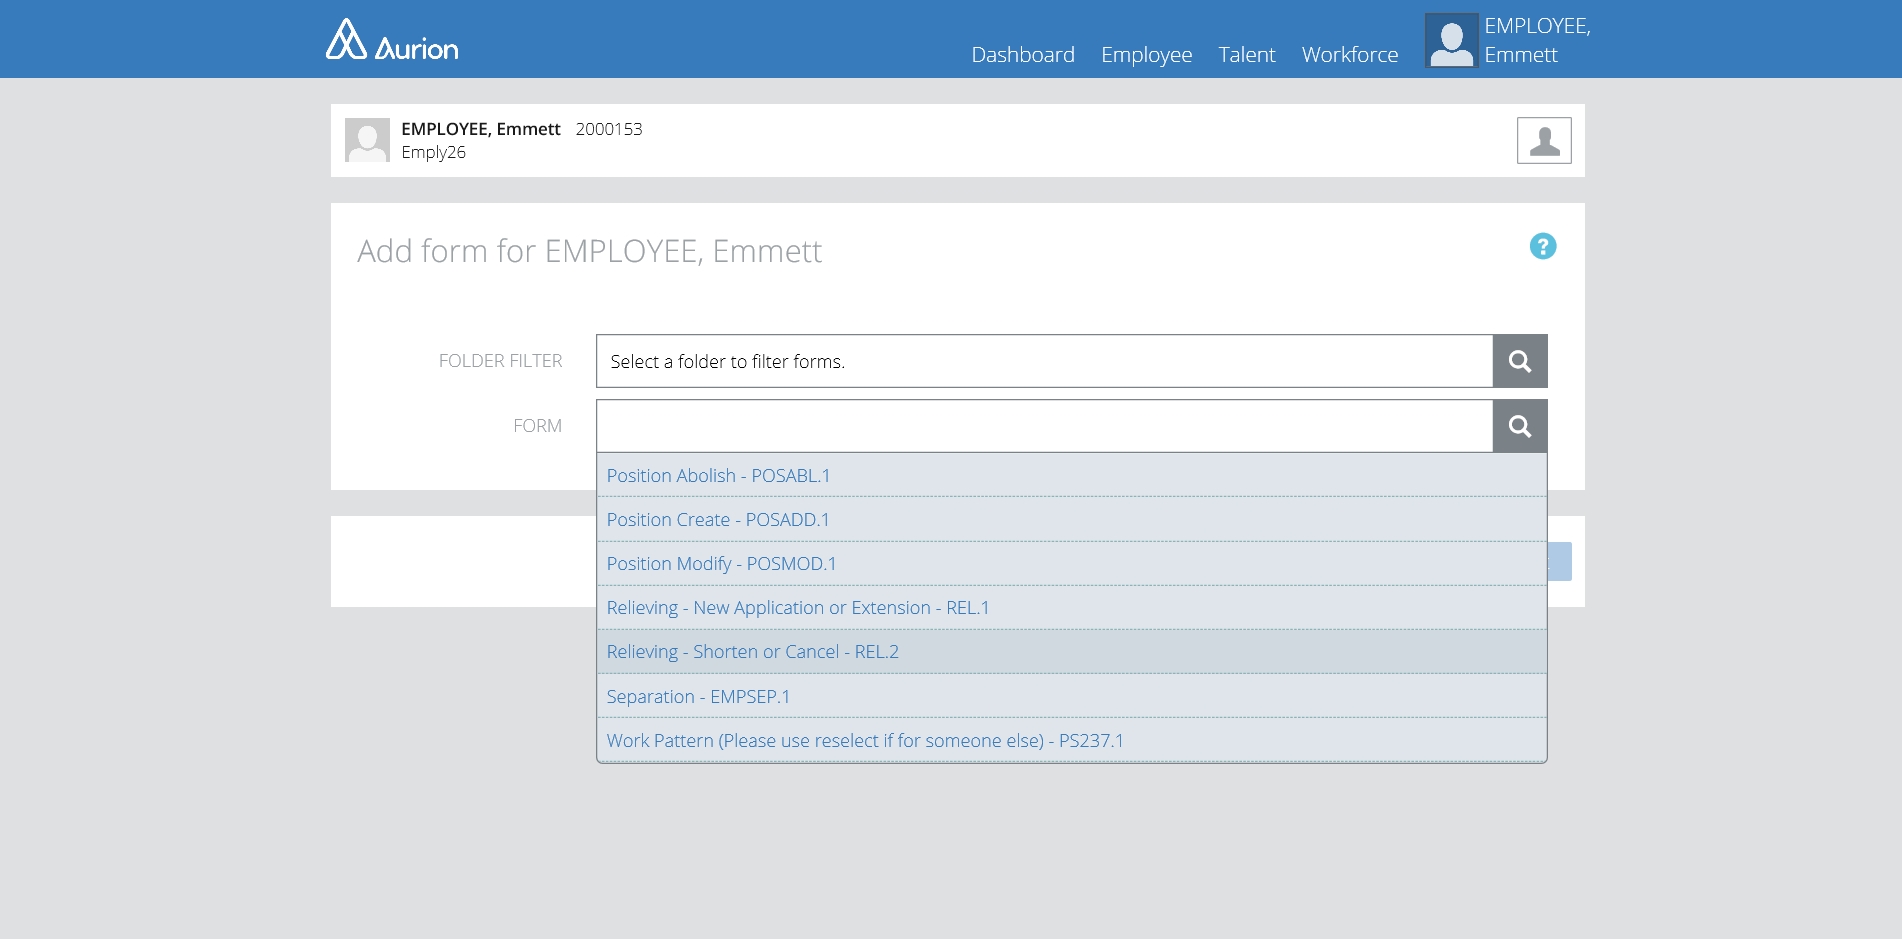 Aurion
Dashboard Employee Talent Workforce
EMPLOYEE,
Emmett
EMPLOYEE, Emmett 2000153
Emply26
Add form for EMPLOYEE, Emmett
?
FOLDER FILTER
Select a folder to filter forms.
FORM
Position Abolish - POSABL.1
Position Create - POSADD.1
Position Modify - POSMOD.1
Relieving - New Application or Extension - REL.1
Relieving - Shorten or Cancel - REL.2
Separation - EMPSEP.1
Work Pattern (Please use reselect if for someone else) - PS237.1